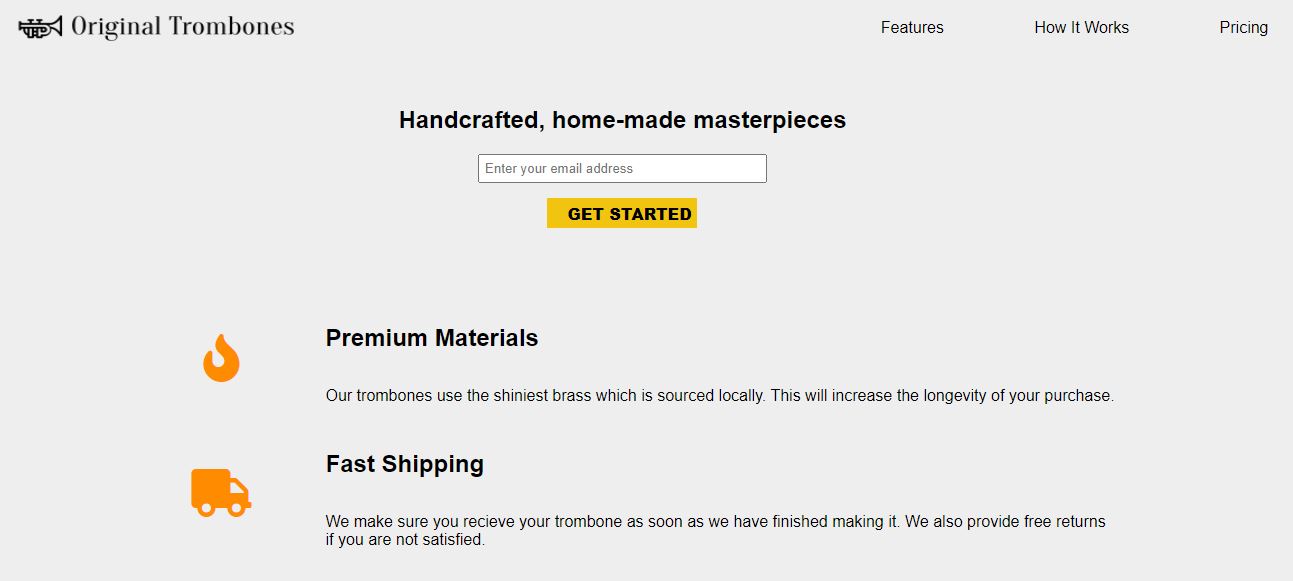 Original Trombones
Features
How It Works
Pricing
Handcrafted, home-made masterpieces
Enter your email address
GET STARTED
Premium Materials
Our trombones use the shiniest brass which is sourced locally. This will increase the longevity of your purchase.
Fast Shipping
We make sure you recieve your trombone as soon as we have finished making it. We also provide free returns
if you are not satisfied.